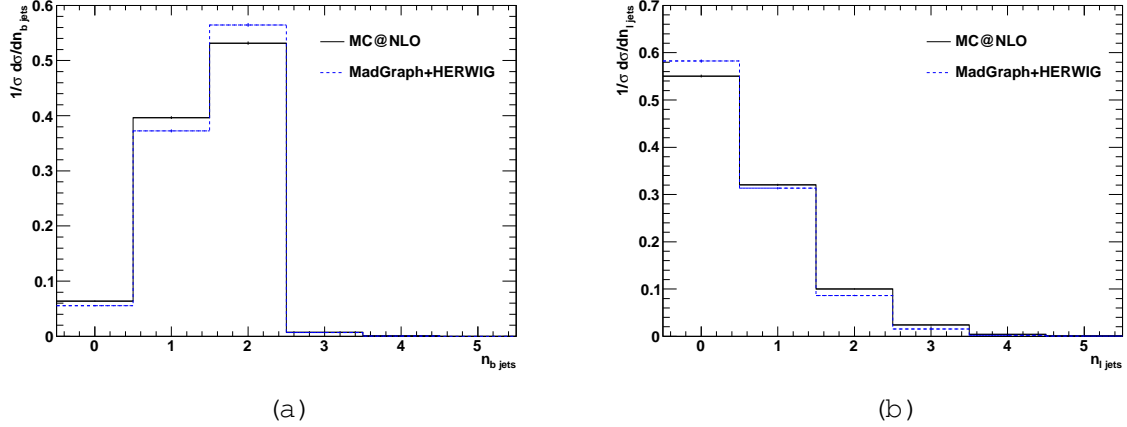 1/σ dσ/dn_b jets
0.6
0.5
0.4
0.3
0.2
0.1
0
MC@NLO
MadGraph+HERWIG
0 1 2 3 4 5
n_b jets
(a)
1/σ dσ/dn_l jets
0.7
0.6
0.5
0.4
0.3
0.2
0.1
0
MC@NLO
MadGraph+HERWIG
0 1 2 3 4 5
n_l jets
(b)